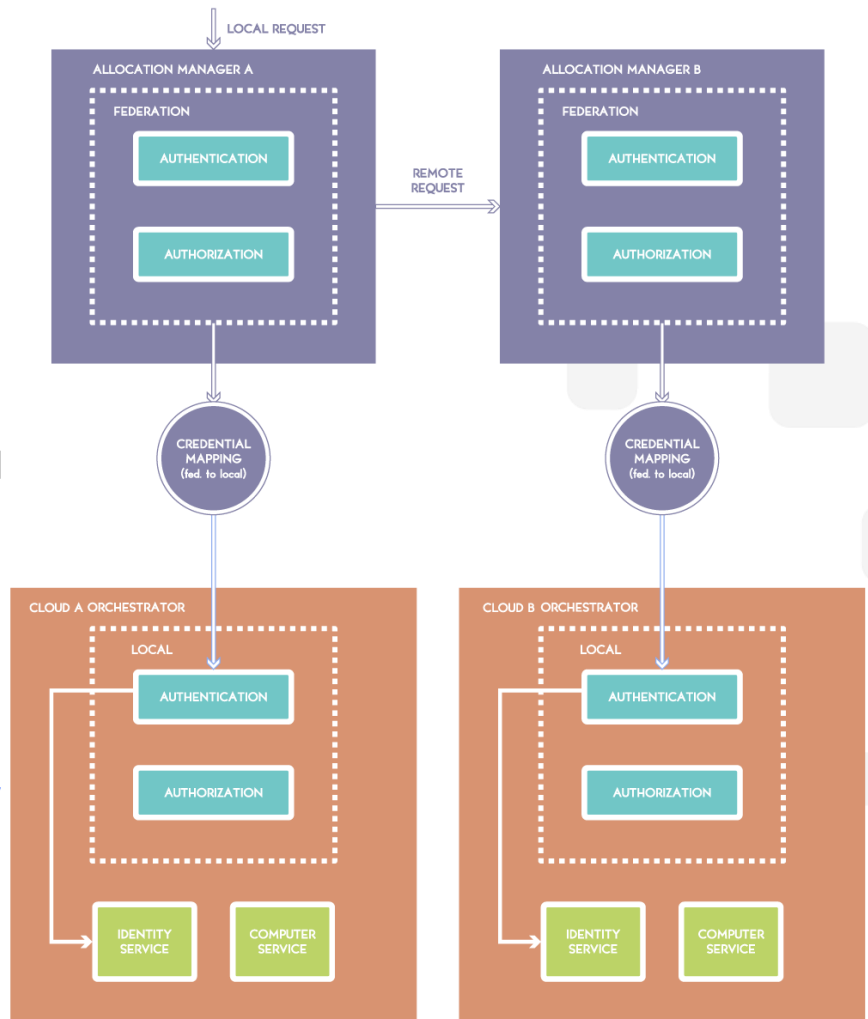 LOCAL REQUEST
ALLOCATION MANAGER A
FEDERATION
AUTHENTICATION
AUTHORIZATION
REMOTE
REQUEST
ALLOCATION MANAGER B
FEDERATION
AUTHENTICATION
AUTHORIZATION
CREDENTIAL
MAPPING
(fed. to local)
CREDENTIAL
MAPPING
(fed. to local)
CLOUD A ORCHESTRATOR
LOCAL
AUTHENTICATION
AUTHORIZATION
IDENTITY
SERVICE
COMPUTER
SERVICE
CLOUD B ORCHESTRATOR
LOCAL
AUTHENTICATION
AUTHORIZATION
IDENTITY
SERVICE
COMPUTER
SERVICE